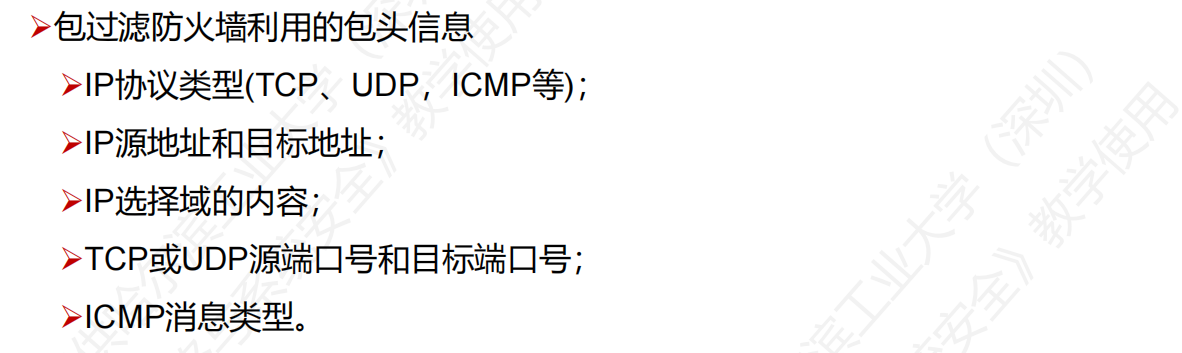 ➢包过滤防火墙利用的包头信息
➢IP协议类型(TCP、UDP，ICMP等)；
➢IP源地址和目标地址；
➢IP选择域的内容；
➢TCP或UDP源端口号和目标端口号；
➢ICMP消息类型。
滨工业大学（深圳）
安全》教学使用